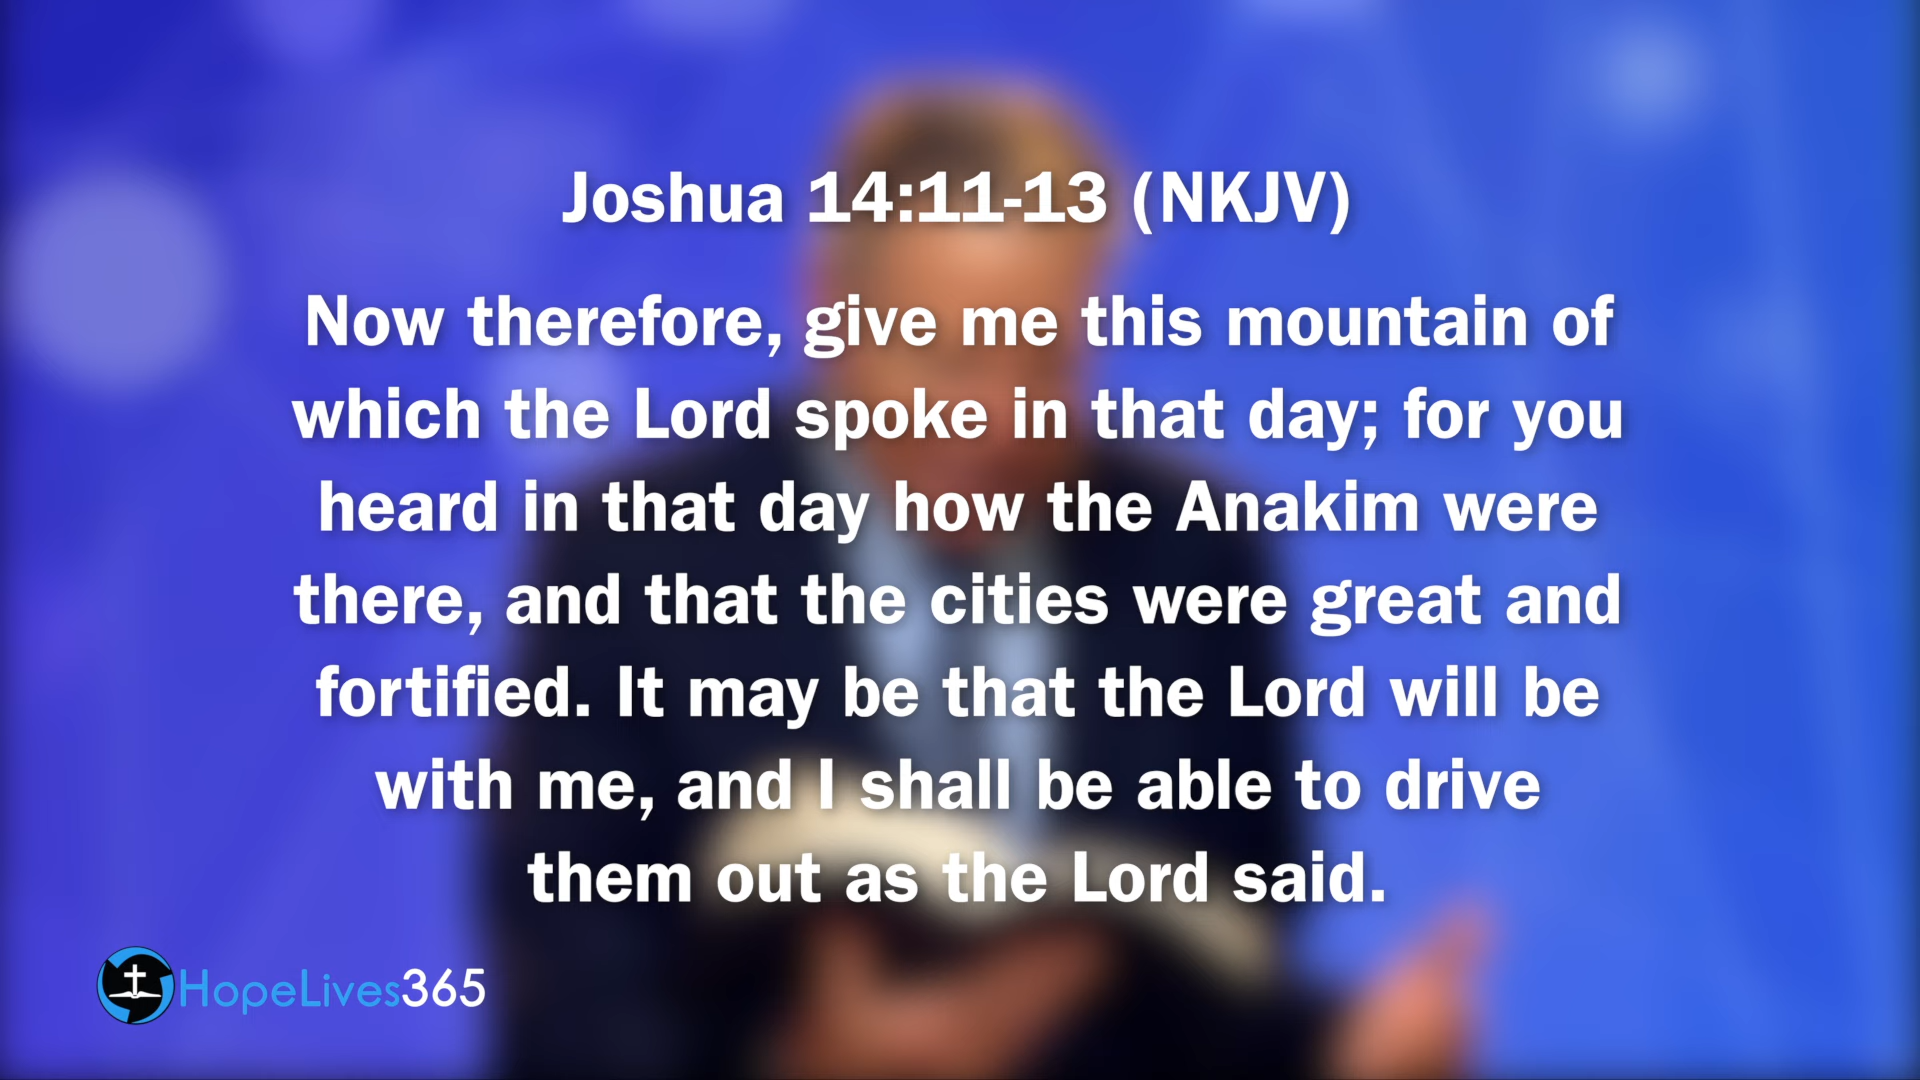 Joshua 14:11-13 (NKJV)
Now therefore, give me this mountain of
which the Lord spoke in that day; for you
heard in that day how the Anakim were
there, and that the cities were great and
fortified. It may be that the Lord will be
with me, and I shall be able to drive
them out as the Lord said.
HopeLives365